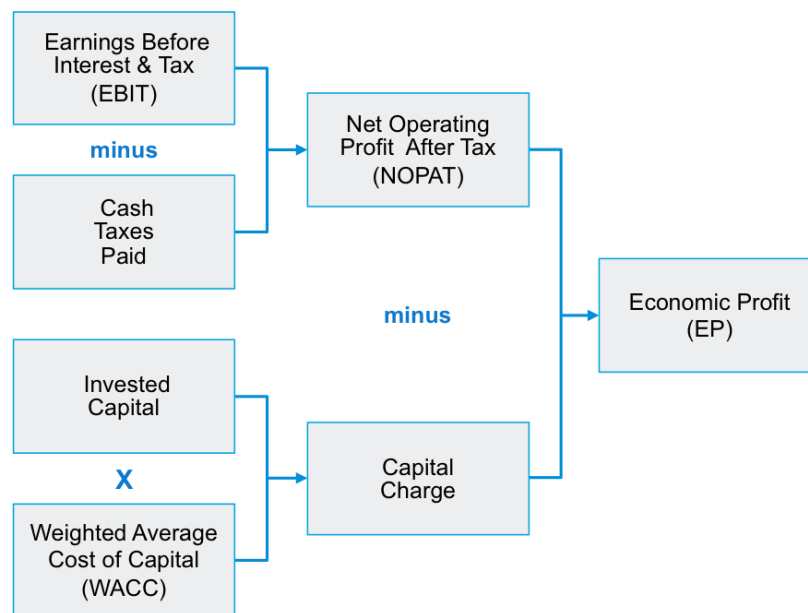 Earnings Before
Interest & Tax
(EBIT)
minus
Cash
Taxes
Paid
Net Operating
Profit After Tax
(NOPAT)
minus
Economic Profit
(EP)
Invested
Capital
X
Weighted Average
Cost of Capital
(WACC)
Capital
Charge